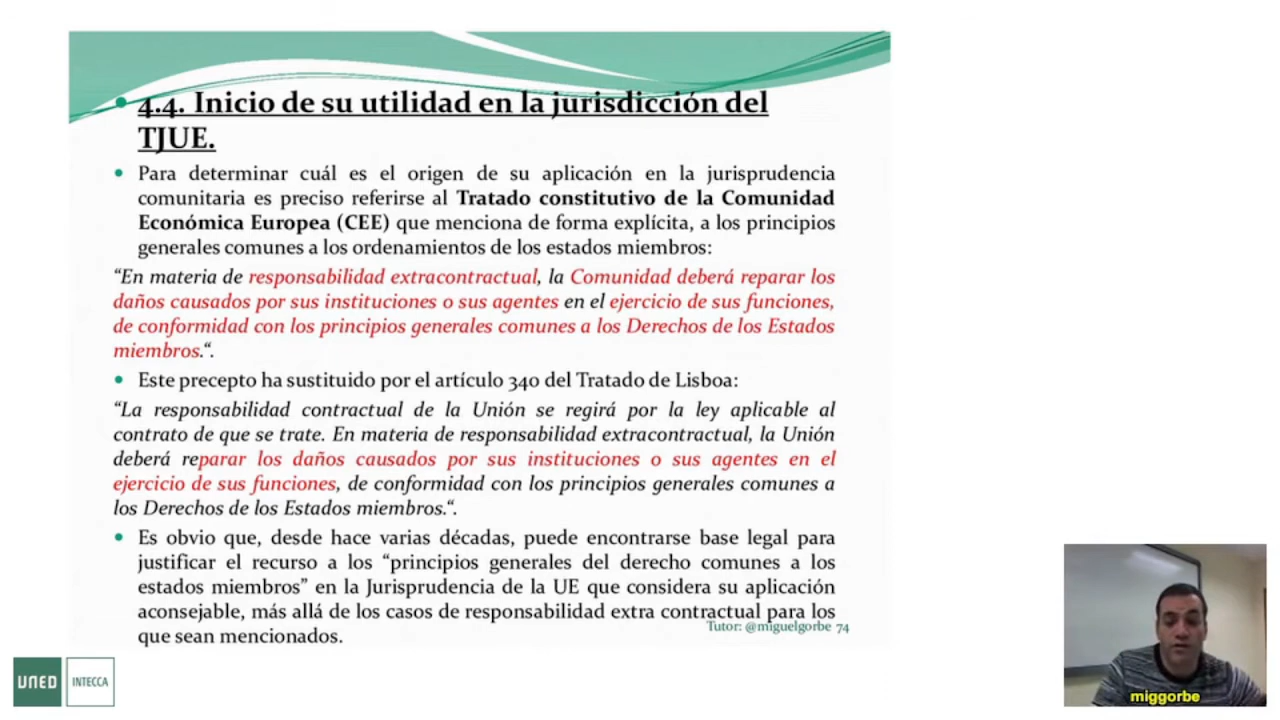 • 4.4. Inicio de su utilidad en la jurisdicción del
TJUE.
• Para determinar cuál es el origen de su aplicación en la jurisprudencia
comunitaria es preciso referirse al Tratado constitutivo de la Comunidad
Económica Europea (CEE) que menciona de forma explícita, a los principios
generales comunes a los ordenamientos de los estados miembros:
“En materia de responsabilidad extracontractual, la Comunidad deberá reparar los
daños causados por sus instituciones o sus agentes en el ejercicio de sus funciones,
de conformidad con los principios generales comunes a los Derechos de los Estados
miembros.“.
• Este precepto ha sustituido por el artículo 340 del Tratado de Lisboa:
“La responsabilidad contractual de la Unión se regirá por la ley aplicable al
contrato de que se trate. En materia de responsabilidad extracontractual, la Unión
deberá reparar los daños causados por sus instituciones o sus agentes en el
ejercicio de sus funciones, de conformidad con los principios generales comunes a
los Derechos de los Estados miembros.“.
• Es obvio que, desde hace varias décadas, puede encontrarse base legal para
justificar el recurso a los “principios generales del derecho comunes a los
estados miembros” en la Jurisprudencia de la UE que considera su aplicación
aconsejable, más allá de los casos de responsabilidad extra contractual para los
que sean mencionados.
Tutor: @miguelgorbe 74
UNED INTECCA
miggorbe